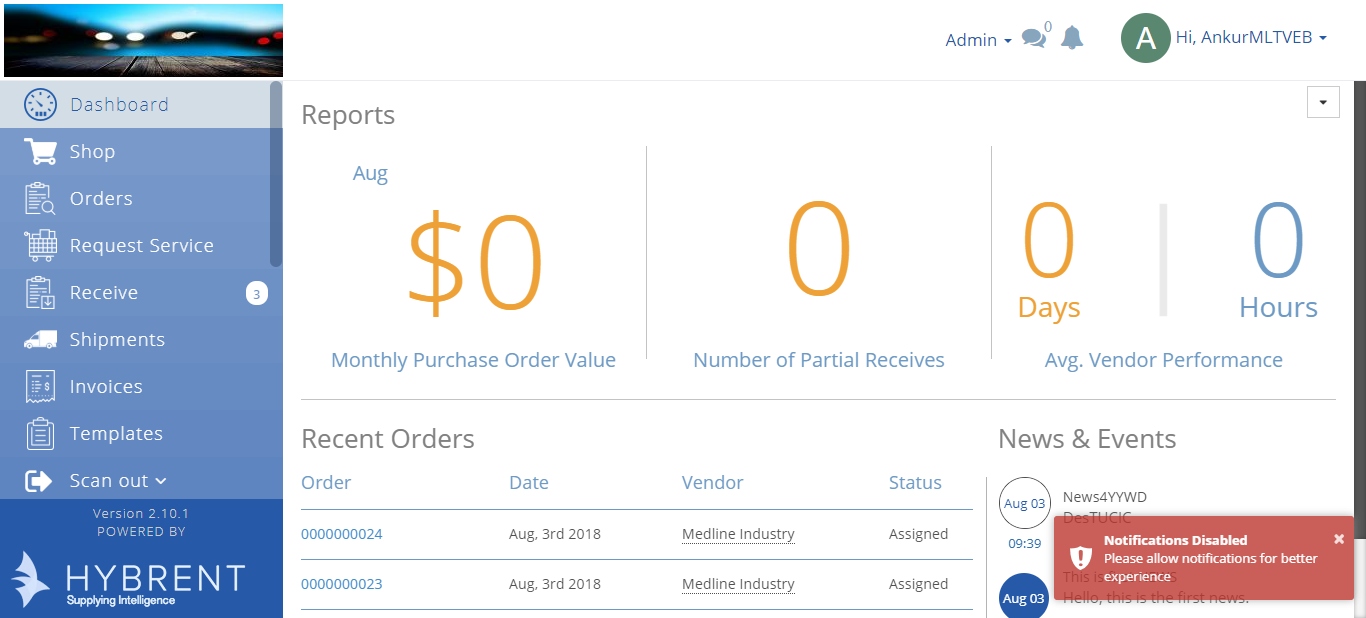 Admin
0
A
Hi, AnkurMLTVEB
Dashboard
Shop
Orders
Request Service
Receive
3
Shipments
Invoices
Templates
Scan out
Version 2.10.1
POWERED BY
HYBRENT
Supplying Intelligence
Reports
Aug
$0
Monthly Purchase Order Value
0
Number of Partial Receives
0
Days
0
Hours
Avg. Vendor Performance
Recent Orders
Order Date Vendor Status
0000000024 Aug, 3rd 2018 Medline Industry Assigned
0000000023 Aug, 3rd 2018 Medline Industry Assigned
News & Events
Aug 03
09:39
News4YYWD
DesTUCIC
Notifications Disabled
Please allow notifications for better
experience
×
Aug 03
This is
Hello, this is the first news.